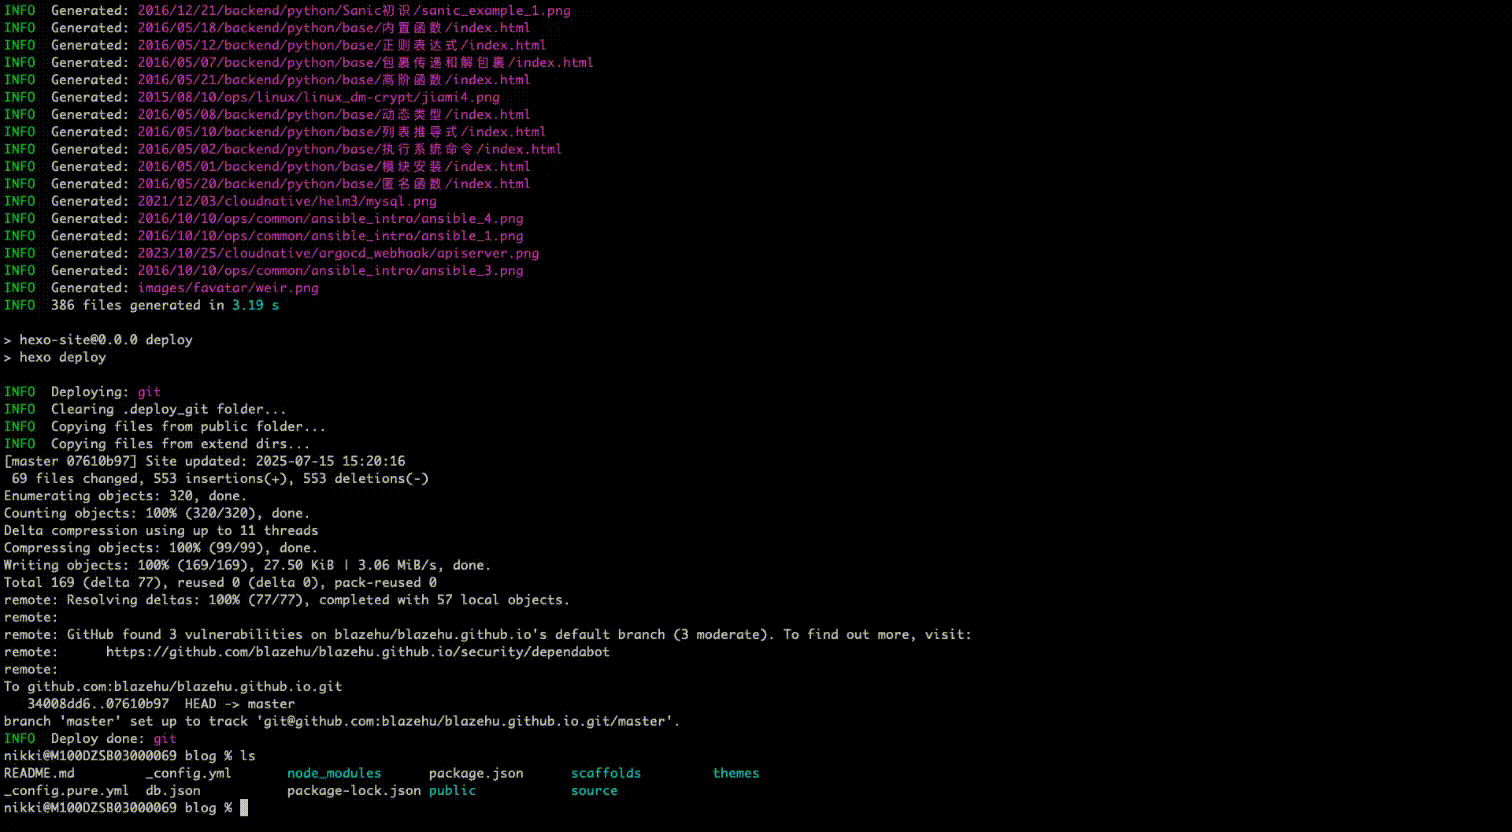 INFO  Generated: 2016/12/21/backend/python/Sanic初识/sanic_example_1.png
INFO  Generated: 2016/05/18/backend/python/base/内置函数/index.html
INFO  Generated: 2016/05/12/backend/python/base/正则表达式/index.html
INFO  Generated: 2016/05/07/backend/python/base/包裹传递和解包裹/index.html
INFO  Generated: 2016/05/21/backend/python/base/高阶函数/index.html
INFO  Generated: 2015/08/10/ops/linux/linux_dm-crypt/jiami4.png
INFO  Generated: 2016/05/08/backend/python/base/动态类型/index.html
INFO  Generated: 2016/05/10/backend/python/base/列表推导式/index.html
INFO  Generated: 2016/05/02/backend/python/base/执行系统命令/index.html
INFO  Generated: 2016/05/01/backend/python/base/模块安装/index.html
INFO  Generated: 2016/05/20/backend/python/base/匿名函数/index.html
INFO  Generated: 2021/12/03/cloudnative/helm3/mysql.png
INFO  Generated: 2016/10/10/ops/common/ansible_intro/ansible_4.png
INFO  Generated: 2016/10/10/ops/common/ansible_intro/ansible_1.png
INFO  Generated: 2023/10/25/cloudnative/argocd_webhook/apiserver.png
INFO  Generated: 2016/10/10/ops/common/ansible_intro/ansible_3.png
INFO  Generated: images/favatar/weir.png
INFO  386 files generated in 3.19 s
> hexo-site@0.0.0 deploy
> hexo deploy
INFO  Deploying: git
INFO  Clearing .deploy_git folder...
INFO  Copying files from public folder...
INFO  Copying files from extend dirs...
[master 07610b97] Site updated: 2025-07-15 15:20:16
 69 files changed, 553 insertions(+), 553 deletions(-)
Enumerating objects: 320, done.
Counting objects: 100% (320/320), done.
Delta compression using up to 11 threads
Compressing objects: 100% (99/99), done.
Writing objects: 100% (169/169), 27.50 KiB | 3.06 MiB/s, done.
Total 169 (delta 77), reused 0 (delta 0), pack-reused 0
remote: Resolving deltas: 100% (77/77), completed with 57 local objects.
remote:
remote: GitHub found 3 vulnerabilities on blazehu/blazehu.github.io's default branch (3 moderate). To find out more, visit:
remote:      https://github.com/blazehu/blazehu.github.io/security/dependabot
remote:
To github.com:blazehu/blazehu.github.io.git
   34008dd6..07610b97  HEAD -> master
branch 'master' set up to track 'git@github.com:blazehu/blazehu.github.io.git/master'.
INFO  Deploy done: git
nikki@M100DZSB03000069 blog % ls
README.md         _config.yml       node_modules      package.json      scaffolds         themes
_config.pure.yml  db.json           package-lock.json public            source
nikki@M100DZSB03000069 blog %